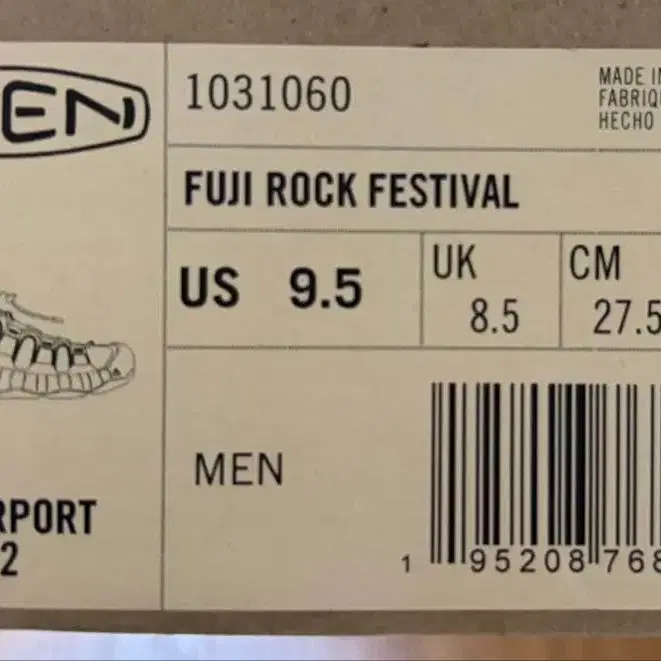 EN
1031060
MADE IN
FABRIQ
HECHO
FUJI ROCK FESTIVAL
US 9.5
UK 8.5
CM 27.5
MEN
RPORT
2
1 95208 768